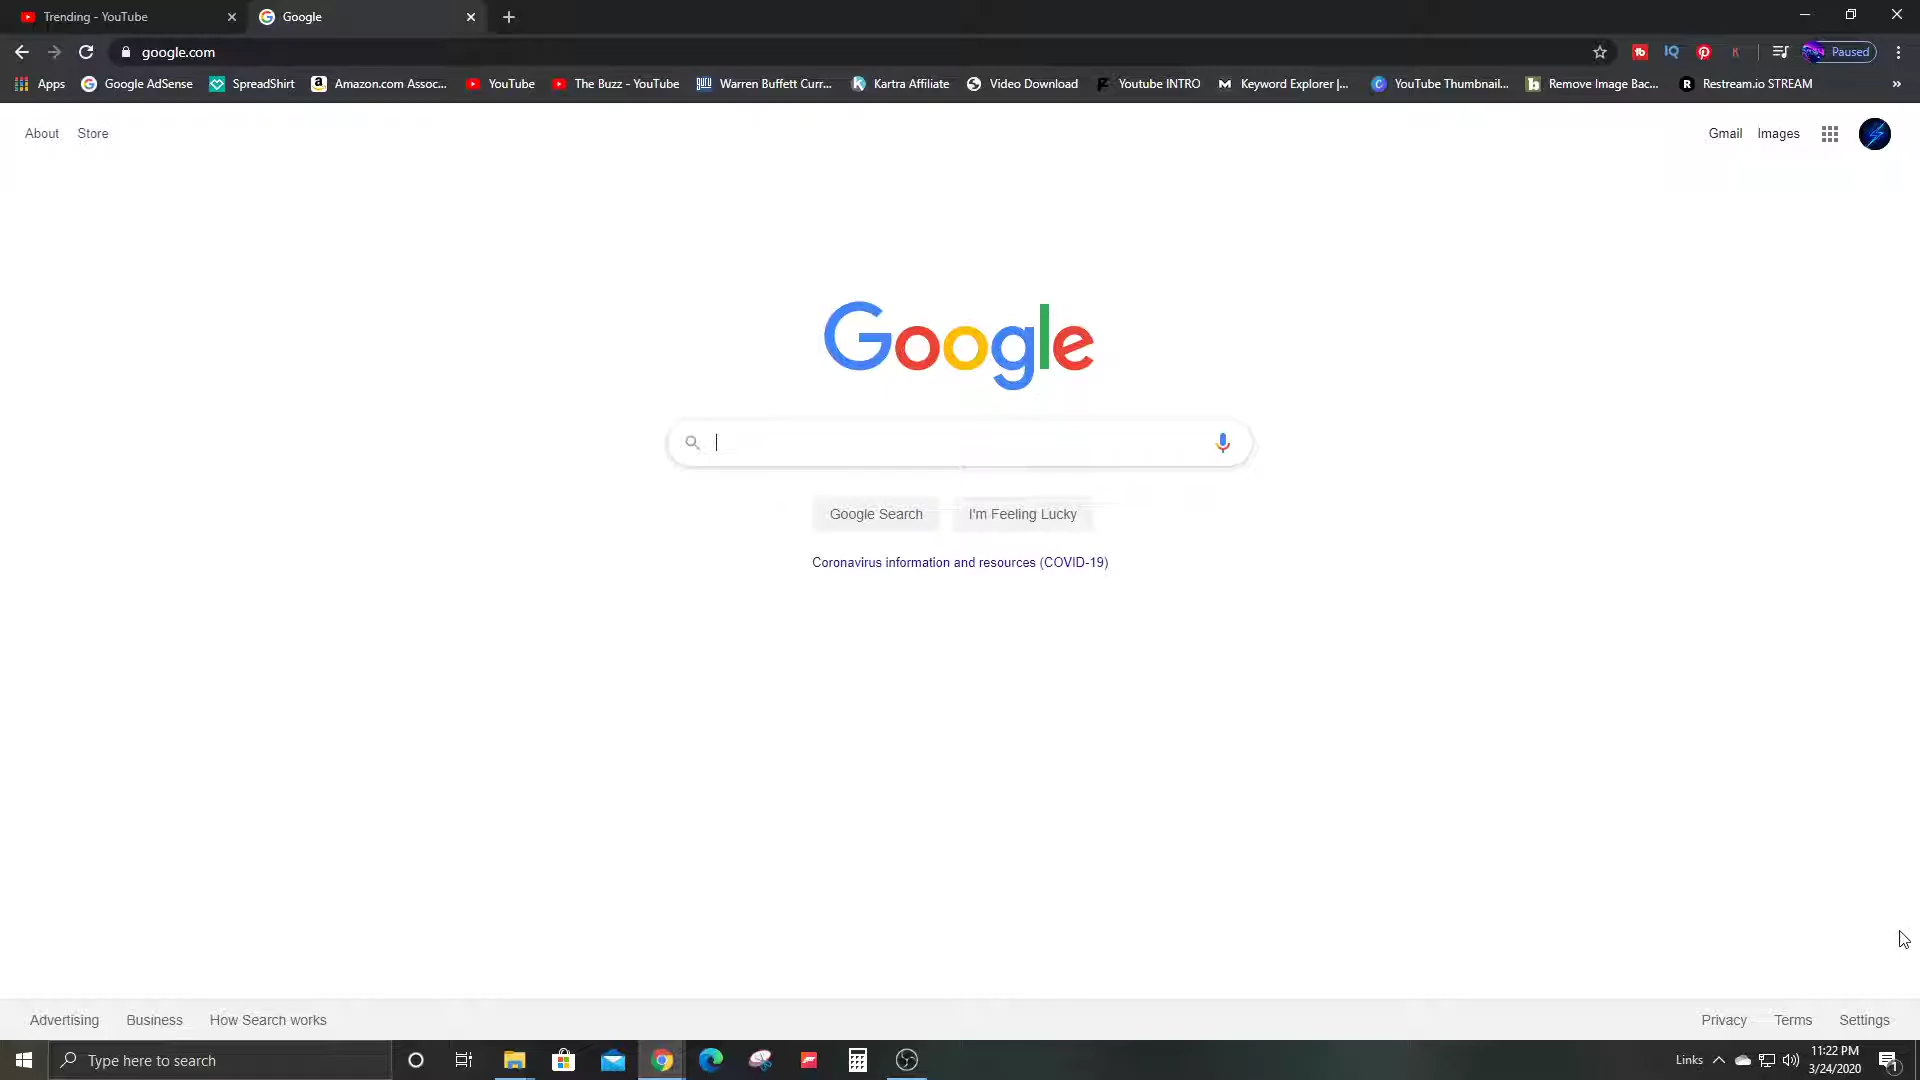 Trending - YouTube
Google
google.com
Paused
Apps
Google AdSense
SpreadShirt
Amazon.com Assoc...
YouTube
The Buzz - YouTube
Warren Buffett Curr...
Kartra Affiliate
Video Download
Youtube INTRO
Keyword Explorer |...
YouTube Thumbnail...
Remove Image Bac...
Restream.io STREAM
About
Store
Gmail
Images
Google
Google Search
I'm Feeling Lucky
Coronavirus information and resources (COVID-19)
Advertising
Business
How Search works
Privacy
Terms
Settings
Type here to search
Links
11:22 PM
3/24/2020
1